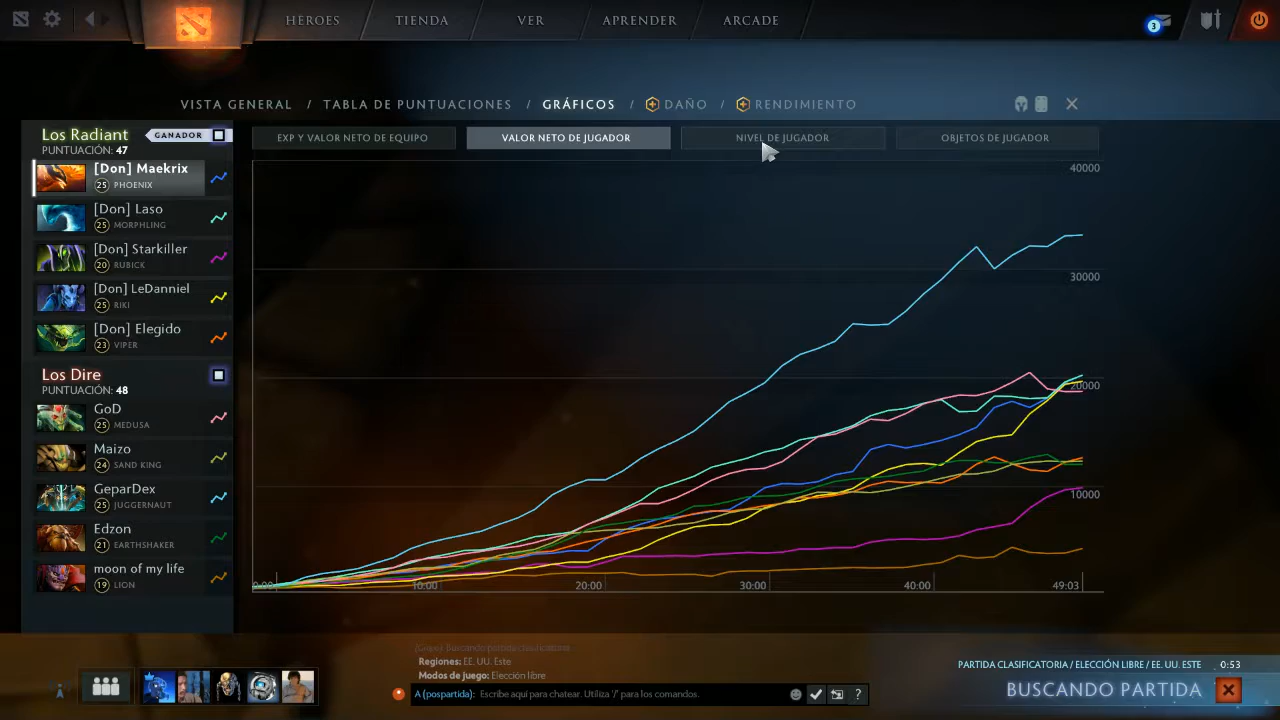 HÉROES
TIENDA
VER
APRENDER
ARCADE
3
VISTA GENERAL / TABLA DE PUNTUACIONES / GRÁFICOS / DAÑO / RENDIMIENTO
Los Radiant
GANADOR
PUNTUACIÓN: 47
[Don] Maekrix
25 PHOENIX
[Don] Laso
25 MORPHLING
[Don] Starkiller
20 RUBICK
[Don] LeDanniel
25 RIKI
[Don] Elegido
23 VIPER
Los Dire
PUNTUACIÓN: 48
GoD
25 MEDUSA
Maizo
24 SAND KING
GeparDex
25 JUGGERNAUT
Edzon
21 EARTHSHAKER
moon of my life
19 LION
EXP Y VALOR NETO DE EQUIPO
VALOR NETO DE JUGADOR
NIVEL DE JUGADOR
OBJETOS DE JUGADOR
40000
30000
20000
10000
0:00
10:00
20:00
30:00
40:00
49:03
(Grupo) Buscando partida clasificatoria
Regiones: EE. UU. Este
Modos de juego: Elección libre
A (pospartida): Escribe aquí para chatear. Utiliza '/' para los comandos.
?
PARTIDA CLASIFICATORIA / ELECCIÓN LIBRE / EE. UU. ESTE 0:53
BUSCANDO PARTIDA